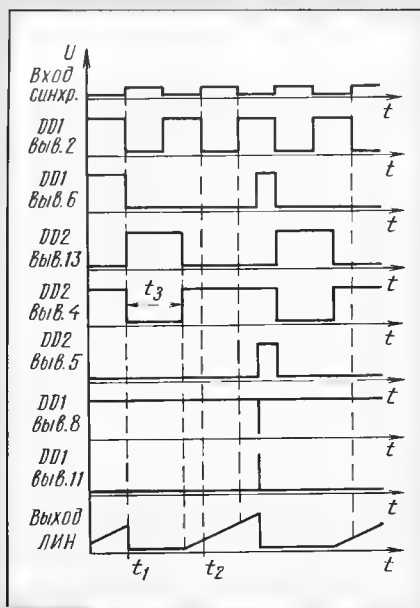 U
Вход
синхр.
t
DD1
Выв.2
t
DD1
Выв.6
t
DD2
Выв.13
t
t3
DD2
Выв.4
t
DD2
Выв.5
t
DD1
Выв.8
t
DD1
Выв.11
t
Выход
ЛИН
t
t1
t2